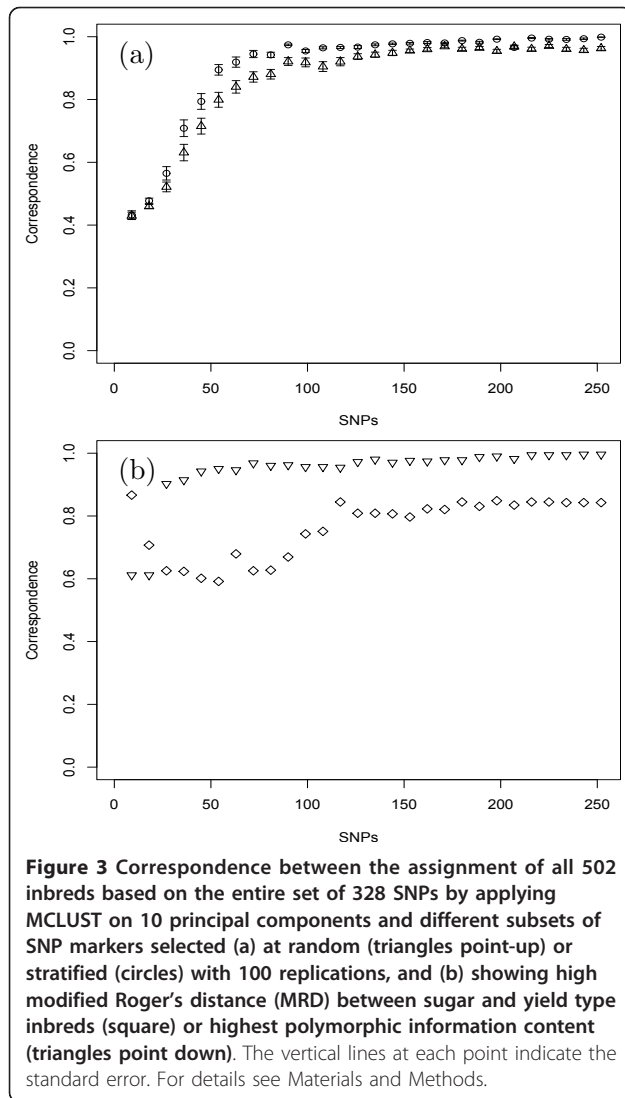 (a)
1.0
0.8
0.6
0.4
0.2
0.0
Correspondence
0 50 100 150 200 250
SNPs
(b)
1.0
0.8
0.6
0.4
0.2
0.0
Correspondence
0 50 100 150 200 250
SNPs
Figure 3 Correspondence between the assignment of all 502
inbreds based on the entire set of 328 SNPs by applying
MCLUST on 10 principal components and different subsets of
SNP markers selected (a) at random (triangles point-up) or
stratified (circles) with 100 replications, and (b) showing high
modified Roger's distance (MRD) between sugar and yield type
inbreds (square) or highest polymorphic information content
(triangles point down). The vertical lines at each point indicate the
standard error. For details see Materials and Methods.